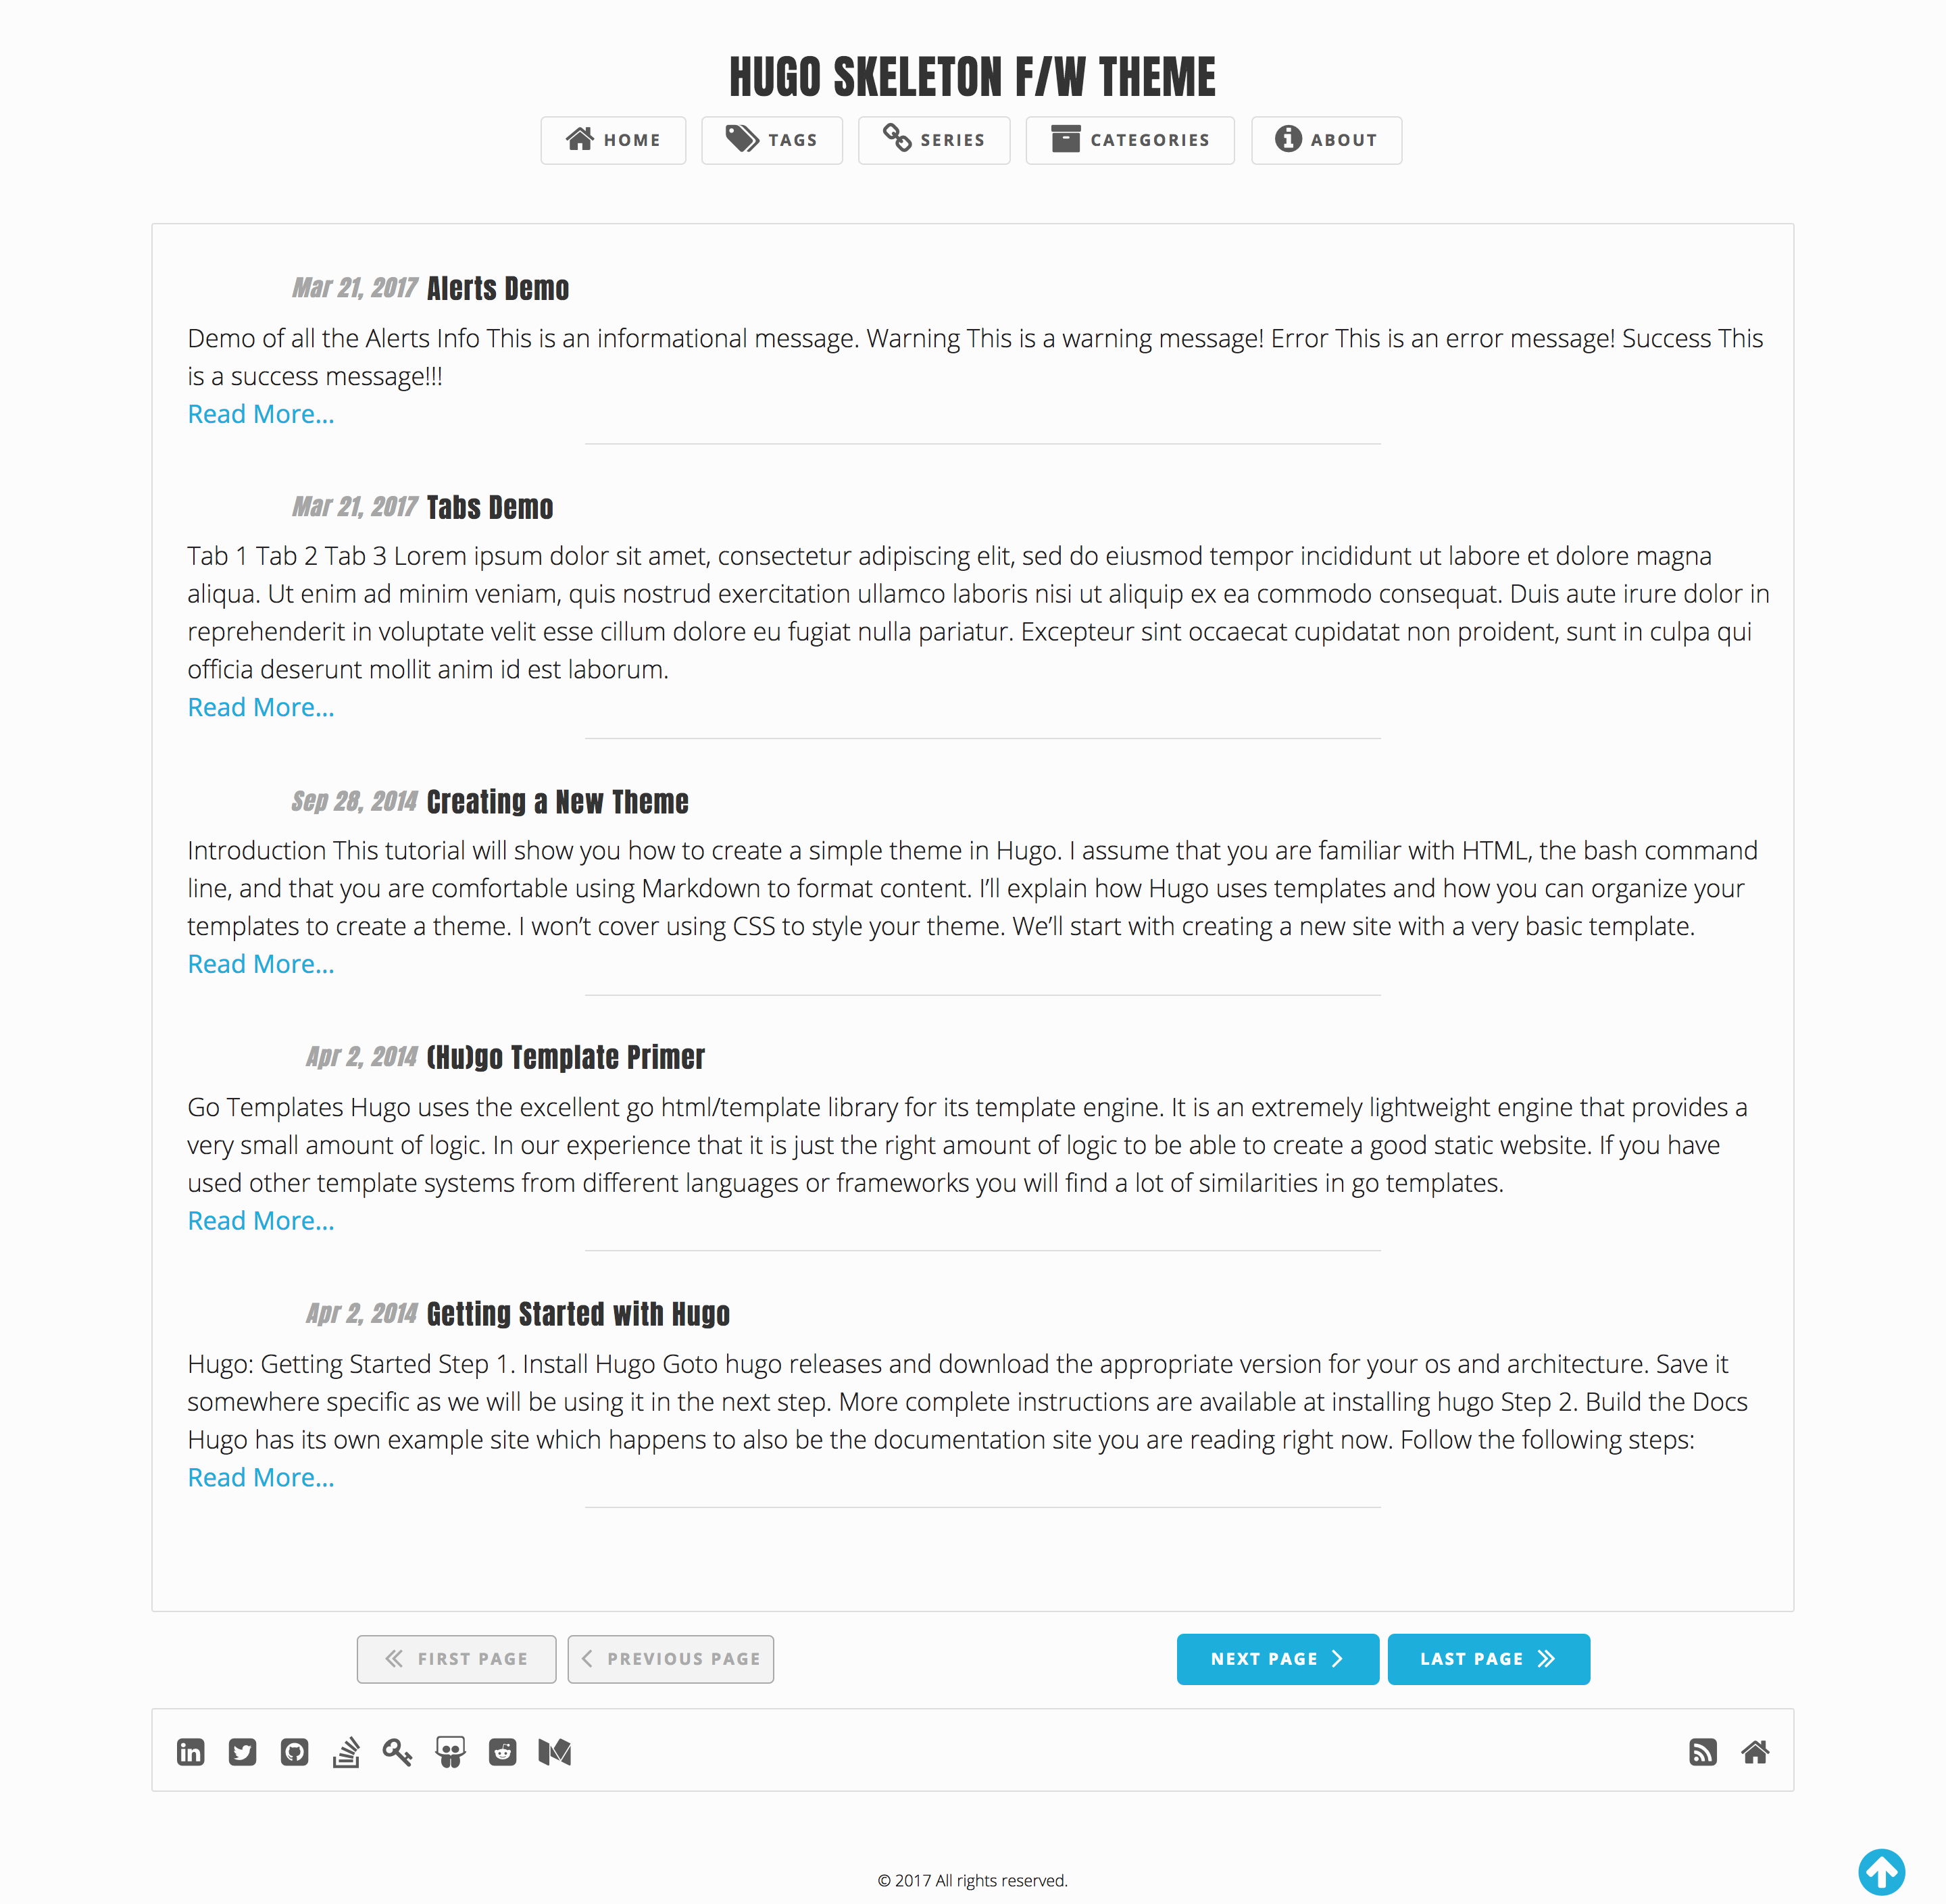 HUGO SKELETON F/W THEME
HOME TAGS SERIES CATEGORIES ABOUT
Mar 21, 2017 Alerts Demo
Demo of all the Alerts Info This is an informational message. Warning This is a warning message! Error This is an error message! Success This
is a success message!!!
Read More...
Mar 21, 2017 Tabs Demo
Tab 1 Tab 2 Tab 3 Lorem ipsum dolor sit amet, consectetur adipiscing elit, sed do eiusmod tempor incididunt ut labore et dolore magna
aliqua. Ut enim ad minim veniam, quis nostrud exercitation ullamco laboris nisi ut aliquip ex ea commodo consequat. Duis aute irure dolor in
reprehenderit in voluptate velit esse cillum dolore eu fugiat nulla pariatur. Excepteur sint occaecat cupidatat non proident, sunt in culpa qui
officia deserunt mollit anim id est laborum.
Read More...
Sep 28, 2014 Creating a New Theme
Introduction This tutorial will show you how to create a simple theme in Hugo. I assume that you are familiar with HTML, the bash command
line, and that you are comfortable using Markdown to format content. I’ll explain how Hugo uses templates and how you can organize your
templates to create a theme. I won’t cover using CSS to style your theme. We’ll start with creating a new site with a very basic template.
Read More...
Apr 2, 2014 (Hu)go Template Primer
Go Templates Hugo uses the excellent go html/template library for its template engine. It is an extremely lightweight engine that provides a
very small amount of logic. In our experience that it is just the right amount of logic to be able to create a good static website. If you have
used other template systems from different languages or frameworks you will find a lot of similarities in go templates.
Read More...
Apr 2, 2014 Getting Started with Hugo
Hugo: Getting Started Step 1. Install Hugo Goto hugo releases and download the appropriate version for your os and architecture. Save it
somewhere specific as we will be using it in the next step. More complete instructions are available at installing hugo Step 2. Build the Docs
Hugo has its own example site which happens to also be the documentation site you are reading right now. Follow the following steps:
Read More...
FIRST PAGE PREVIOUS PAGE NEXT PAGE LAST PAGE
© 2017 All rights reserved.